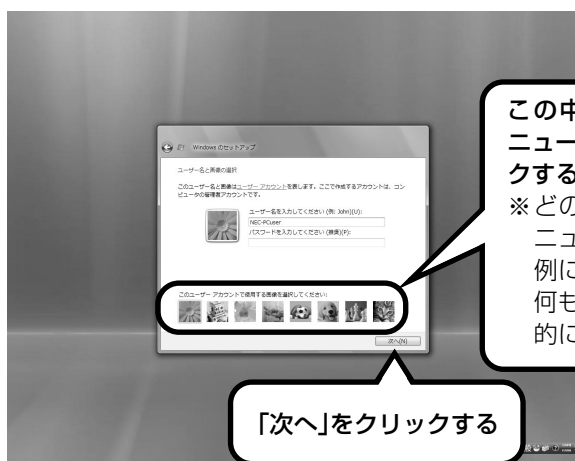 Windows のセットアップ
ユーザー名と画像の選択
このユーザー名と画像はユーザー アカウントを表します。ここで作成するアカウントは、コン
ピュータの管理者アカウントです。
ユーザー名を入力してください (例: John)(U):
NEC-PCuser
パスワードを入力してください (推奨)(P):
このユーザー アカウントで使用する画像を選択してください:
次へ(N)
この中
ニュー
クする
※どの
ニュ
例に
何も
的に
「次へ」をクリックする